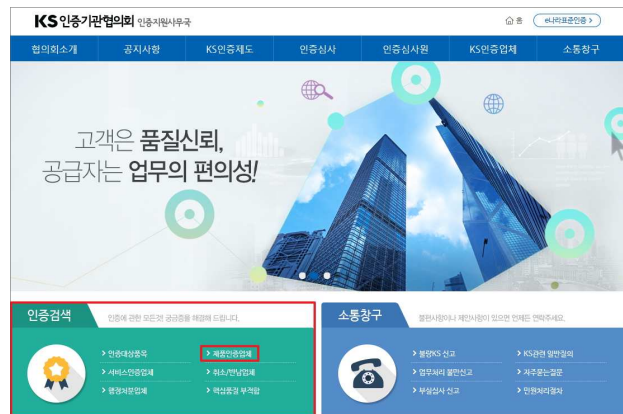 KS인증기관협의회 인증지원사무국
홈 e나라표준인증 >
협의회소개 공지사항 KS인증제도 인증심사 인증심사원 KS인증업체 소통창구
고객은 품질신뢰,
공급자는 업무의 편의성!
인증검색 인증에 관한 모든것 궁금증을 해결해 드립니다.
> 인증대상품목 > 제품인증업체
> 서비스인증업체 > 취소/반납업체
> 행정처분업체 > 핵심품질 부적합
소통창구 불편사항이나 제안사항이 있으면 언제든 연락주세요.
> 불량KS 신고 > KS관련 일반질의
> 업무처리 불만신고 > 자주묻는질문
> 부실심사 신고 > 민원처리절차